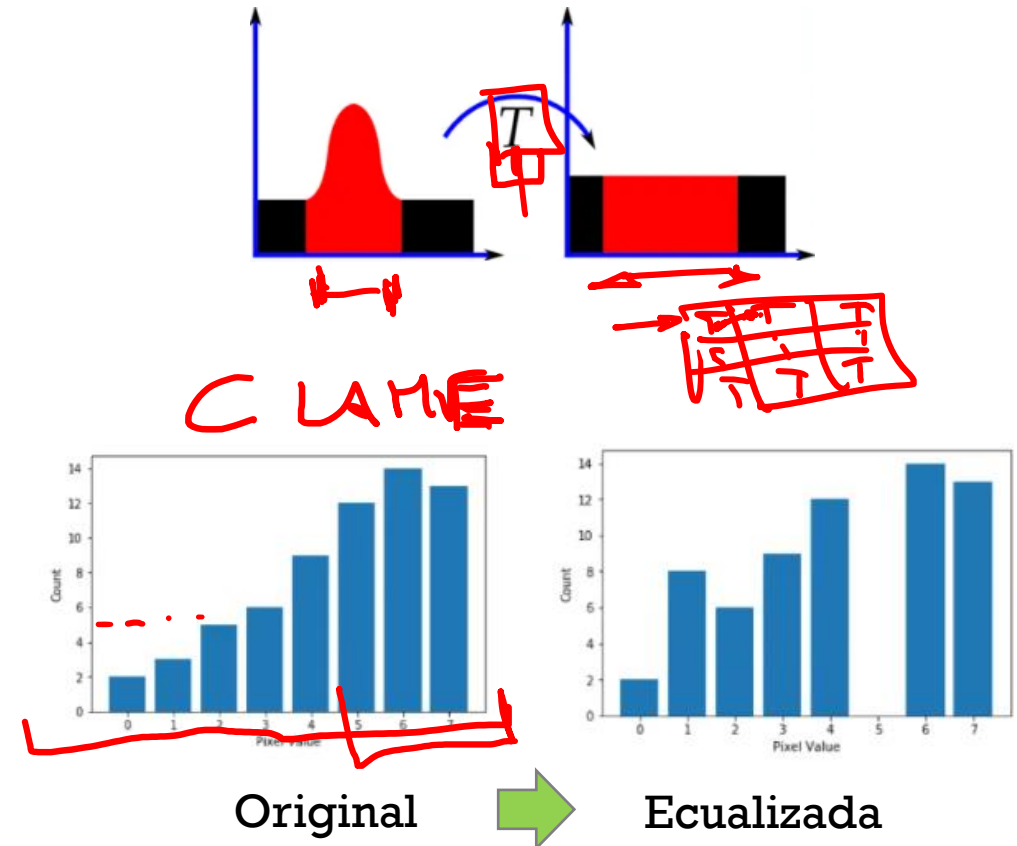 T
T T T
T T T
CLAHE
14 14
12 12
10 10
8 8
6 6
4 4
2 2
0 0
Count Count
0 1 2 3 4 5 6 7 0 1 2 3 4 5 6 7
Pixel Value Pixel Value
Original Ecualizada